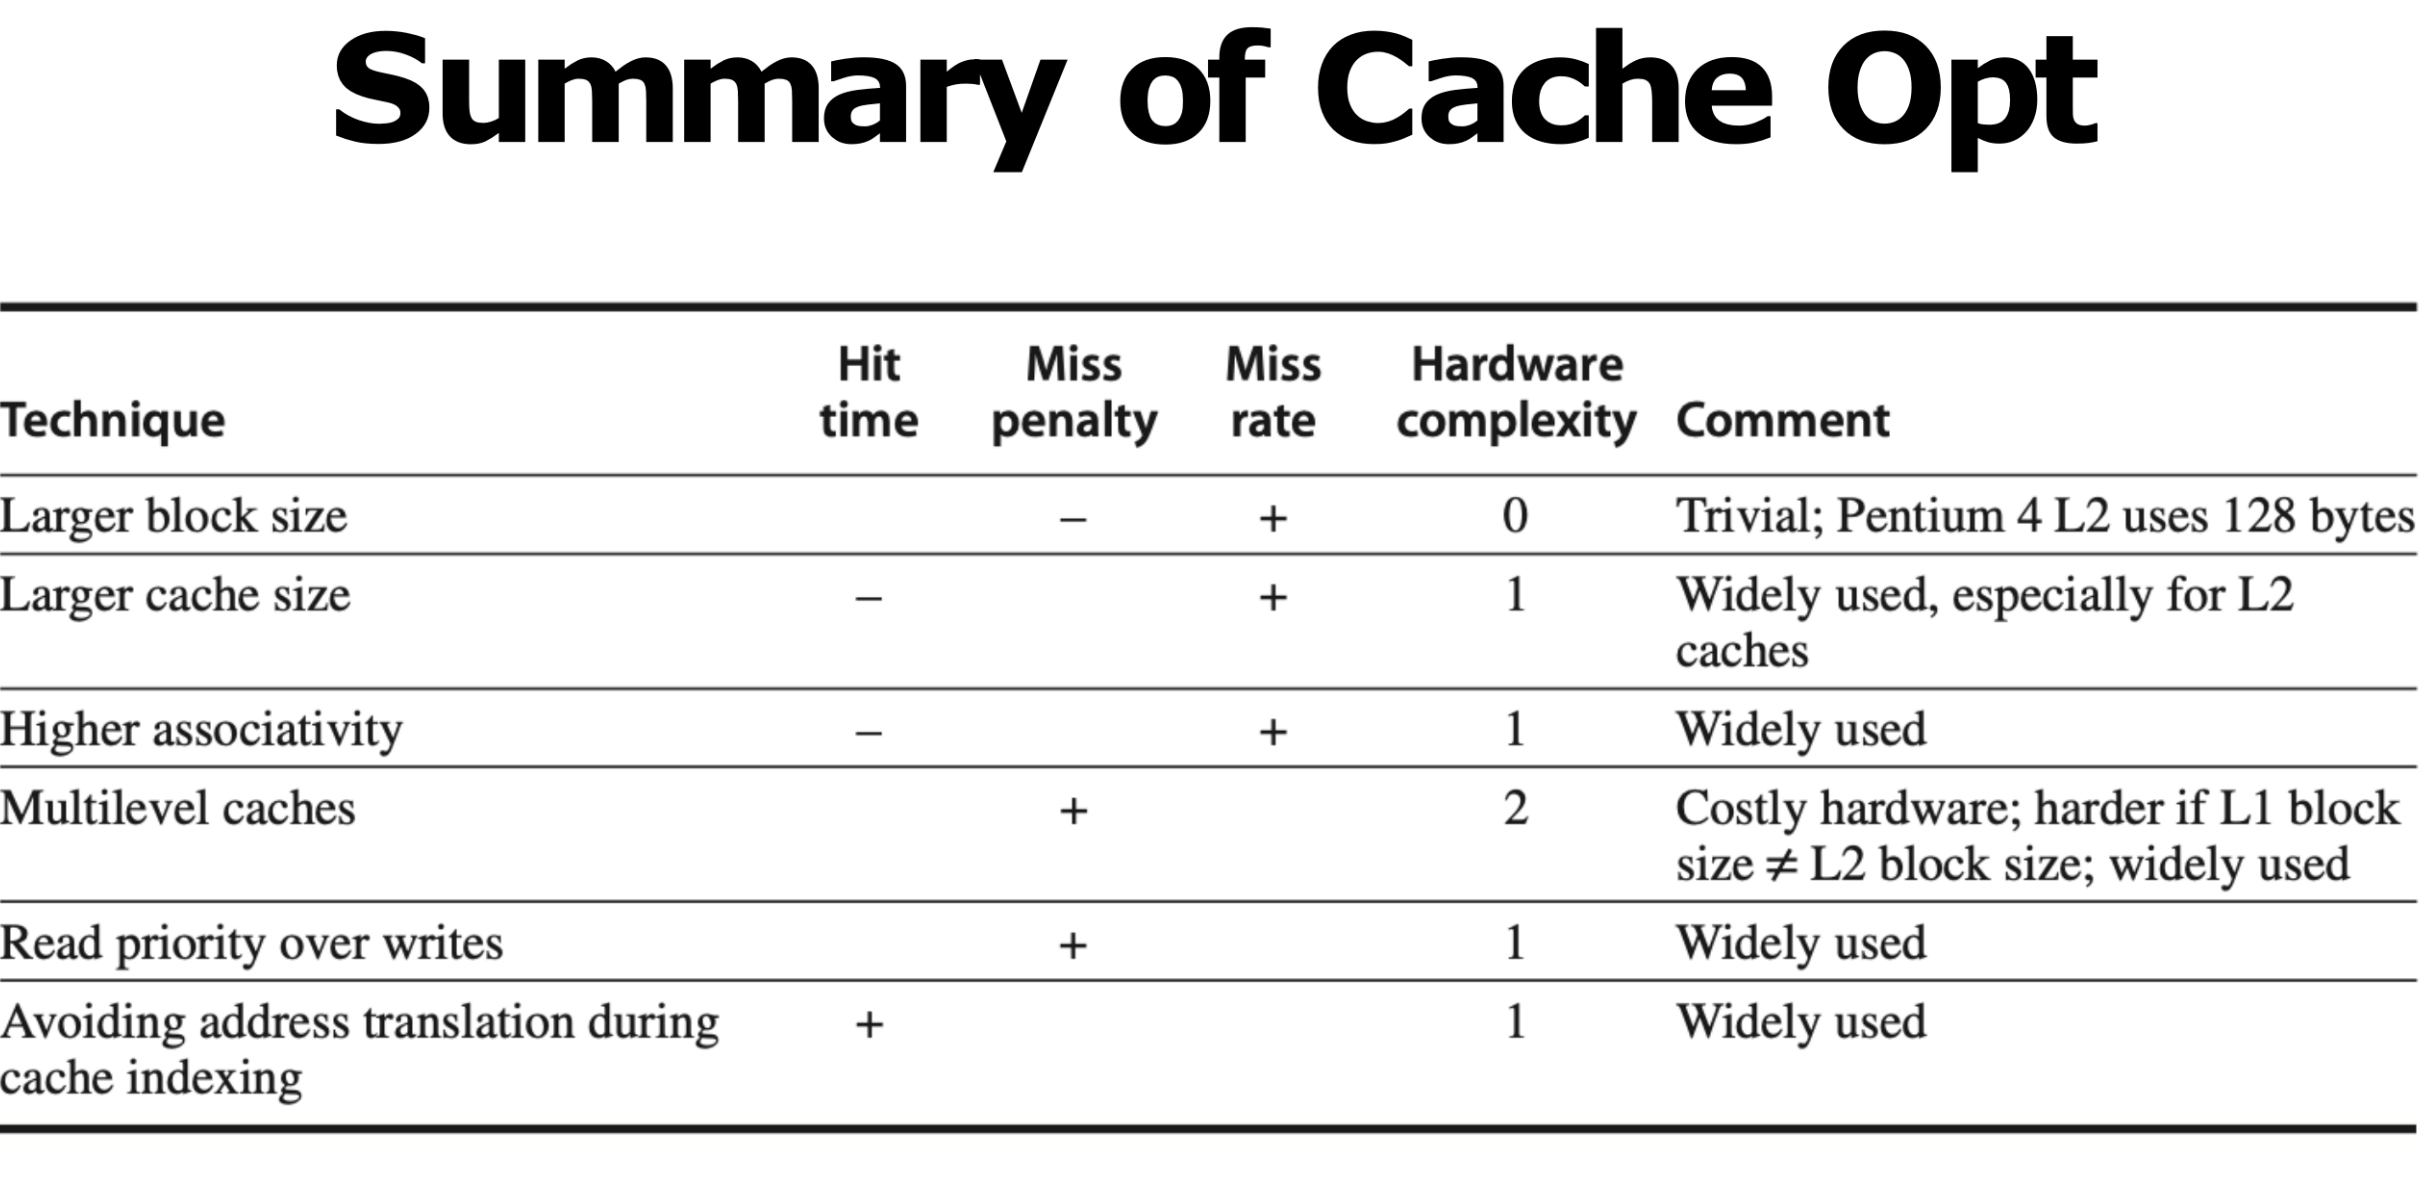 Summary of Cache Opt
Hit Miss Miss Hardware
Technique time penalty rate complexity Comment
Larger block size – + 0 Trivial; Pentium 4 L2 uses 128 bytes
Larger cache size – + 1 Widely used, especially for L2
caches
Higher associativity – + 1 Widely used
Multilevel caches + 2 Costly hardware; harder if L1 block
size ≠ L2 block size; widely used
Read priority over writes + 1 Widely used
Avoiding address translation during + 1 Widely used
cache indexing